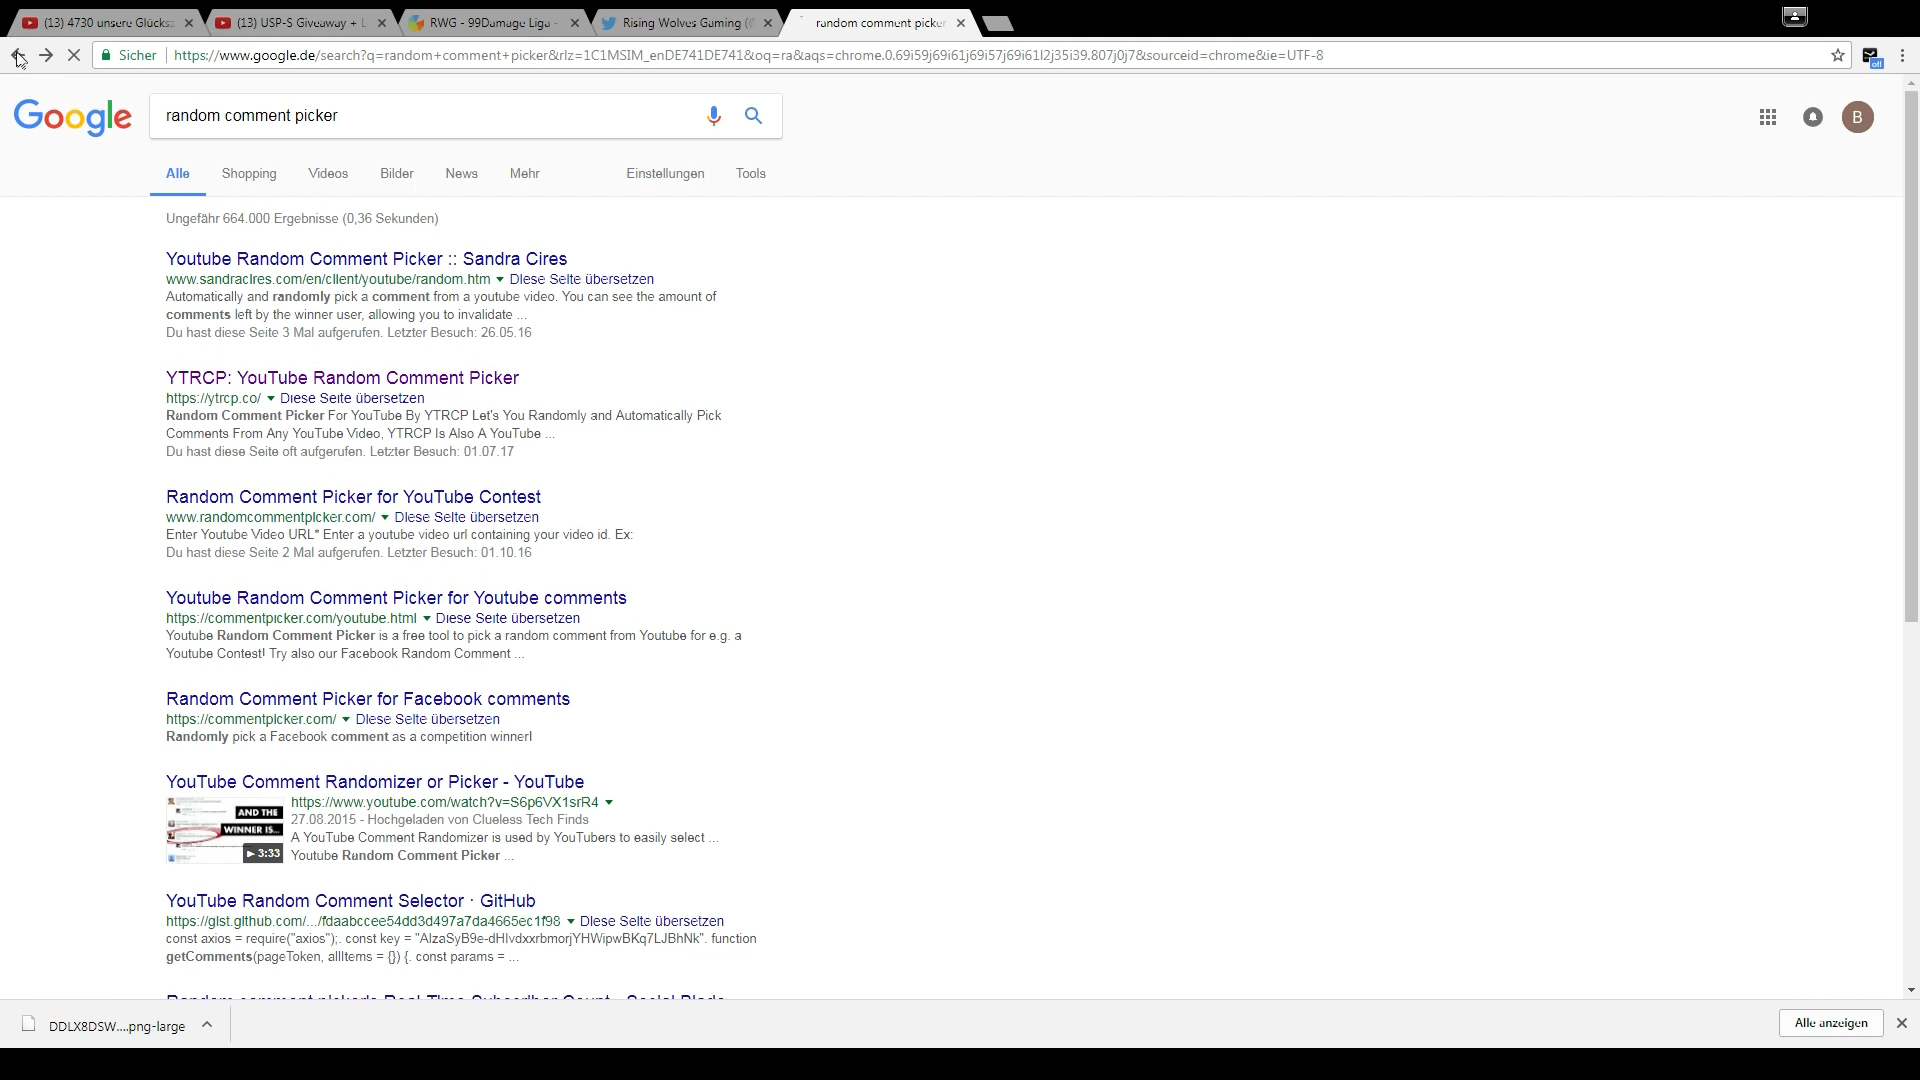 (13) 4730 unsere Glücksz
(13) USP-S Giveaway + L
RWG - 99Damage Liga -
Rising Wolves Gaming (@
random comment picker
Sicher https://www.google.de/search?q=random+comment+picker&rlz=1C1MSIM_enDE741DE741&oq=ra&aqs=chrome.0.69i59j69i61j69i57j69i61l2j35i39.807j0j7&sourceid=chrome&ie=UTF-8
off
Google
random comment picker
B
Alle Shopping Videos Bilder News Mehr Einstellungen Tools
Ungefähr 664.000 Ergebnisse (0,36 Sekunden)
Youtube Random Comment Picker :: Sandra Cires
www.sandracires.com/en/client/youtube/random.htm Diese Seite übersetzen
Automatically and randomly pick a comment from a youtube video. You can see the amount of
comments left by the winner user, allowing you to invalidate ...
Du hast diese Seite 3 Mal aufgerufen. Letzter Besuch: 26.05.16
YTRCP: YouTube Random Comment Picker
https://ytrcp.co/ Diese Seite übersetzen
Random Comment Picker For YouTube By YTRCP Let's You Randomly and Automatically Pick
Comments From Any YouTube Video, YTRCP Is Also A YouTube ...
Du hast diese Seite oft aufgerufen. Letzter Besuch: 01.07.17
Random Comment Picker for YouTube Contest
www.randomcommentpicker.com/ Diese Seite übersetzen
Enter Youtube Video URL* Enter a youtube video url containing your video id. Ex:
Du hast diese Seite 2 Mal aufgerufen. Letzter Besuch: 01.10.16
Youtube Random Comment Picker for Youtube comments
https://commentpicker.com/youtube.html Diese Seite übersetzen
Youtube Random Comment Picker is a free tool to pick a random comment from Youtube for e.g. a
Youtube Contest! Try also our Facebook Random Comment ...
Random Comment Picker for Facebook comments
https://commentpicker.com/ Diese Seite übersetzen
Randomly pick a Facebook comment as a competition winner!
YouTube Comment Randomizer or Picker - YouTube
https://www.youtube.com/watch?v=S6p6VX1srR4
AND THE
WINNER IS...
3:33
27.08.2015 - Hochgeladen von Clueless Tech Finds
A YouTube Comment Randomizer is used by YouTubers to easily select ...
Youtube Random Comment Picker ...
YouTube Random Comment Selector · GitHub
https://gist.github.com/.../fdaabccee54dd3d497a7da4665ec1f98 Diese Seite übersetzen
const axios = require("axios");. const key = "AIzaSyB9e-dHIvdxxrbmorjYHWipwBKq7LJBhNk". function
getComments(pageToken, allItems = {}) {. const params = ...
Random comment picker's Real-Time Subscriber Count - Social Blade
DDLX8DSW....png-large
Alle anzeigen